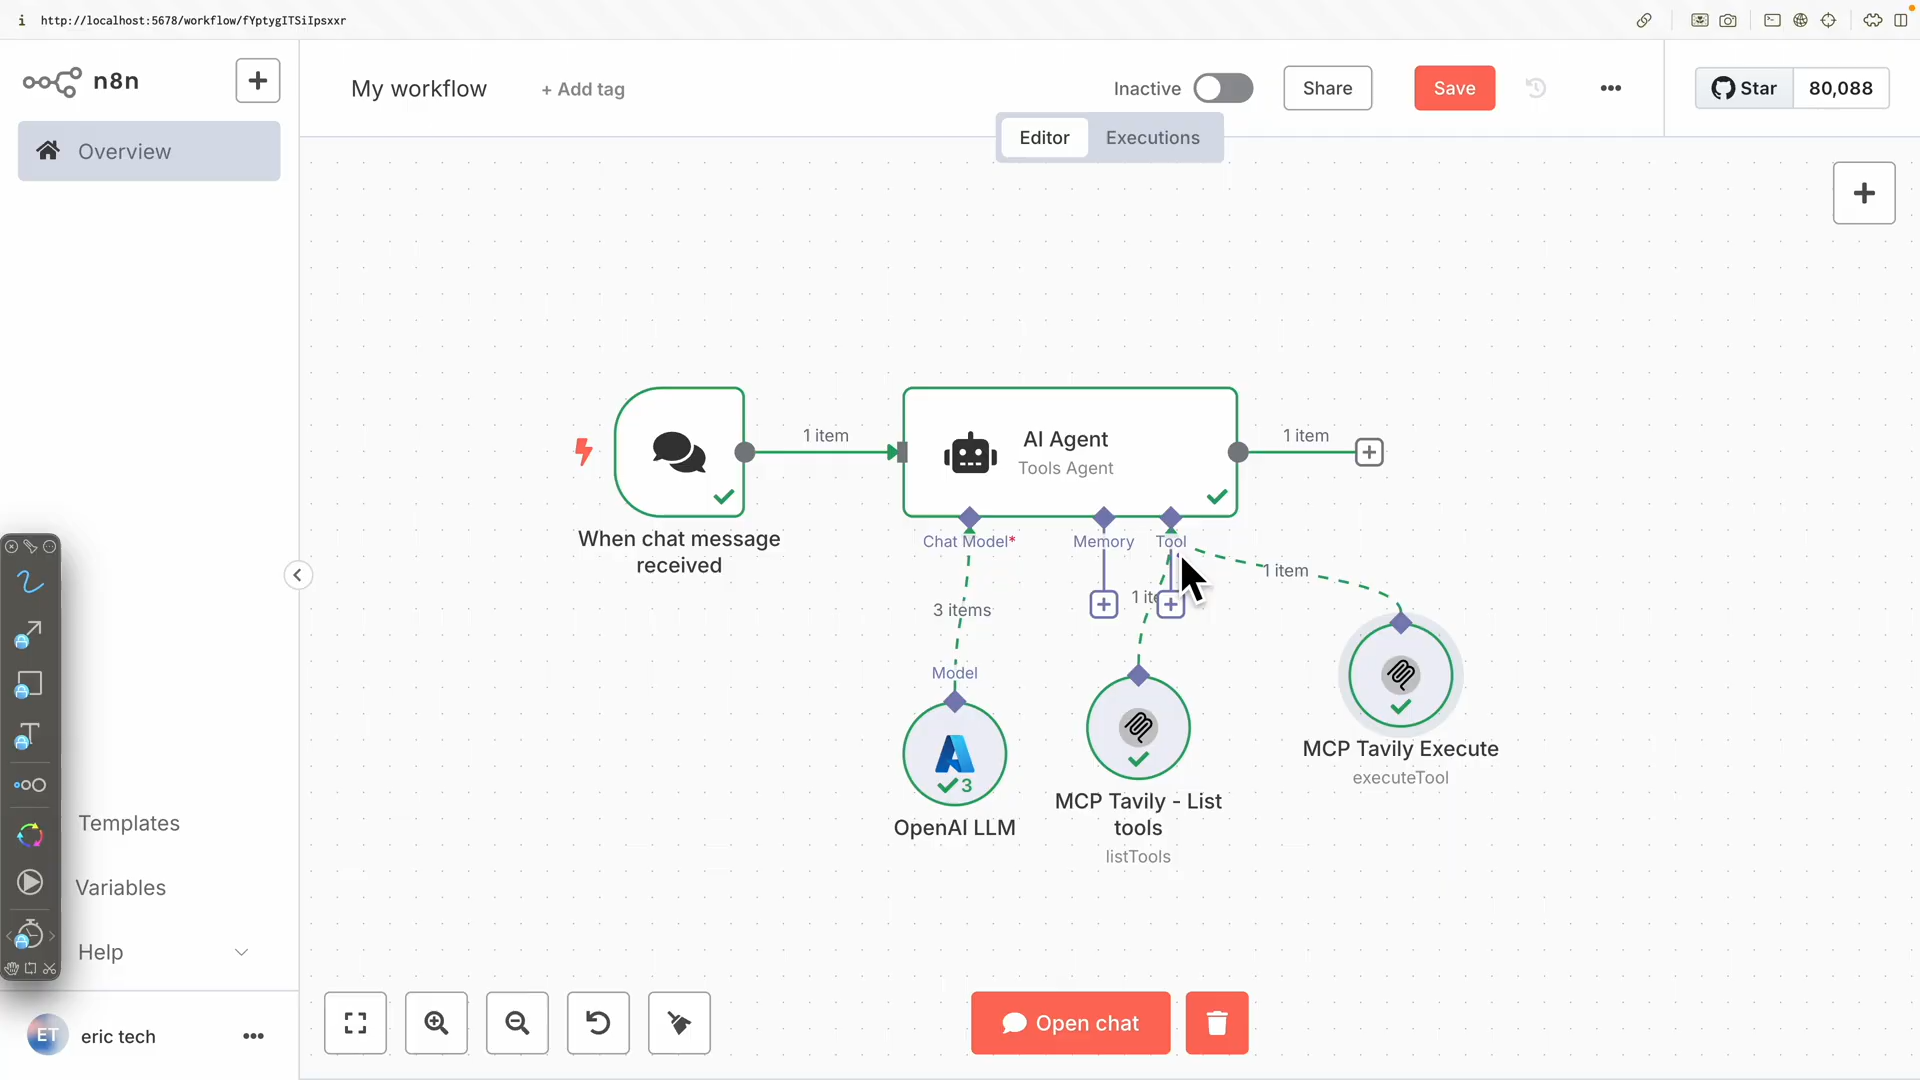 i http://localhost:5678/workflow/fYptygITSiIpsxxr
n8n
My workflow
+ Add tag
Inactive
Share
Save
Star
80,088
Editor
Executions
Overview
1 item
AI Agent
Tools Agent
1 item
When chat message
received
Chat Model*
Memory
Tool
1 item
3 items
1 ite
Model
3
OpenAI LLM
MCP Tavily - List
tools
listTools
MCP Tavily Execute
executeTool
Templates
Variables
Help
ET
eric tech
Open chat